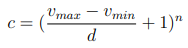 c = (\frac{v_{max} - v_{min}}{d} + 1)^n